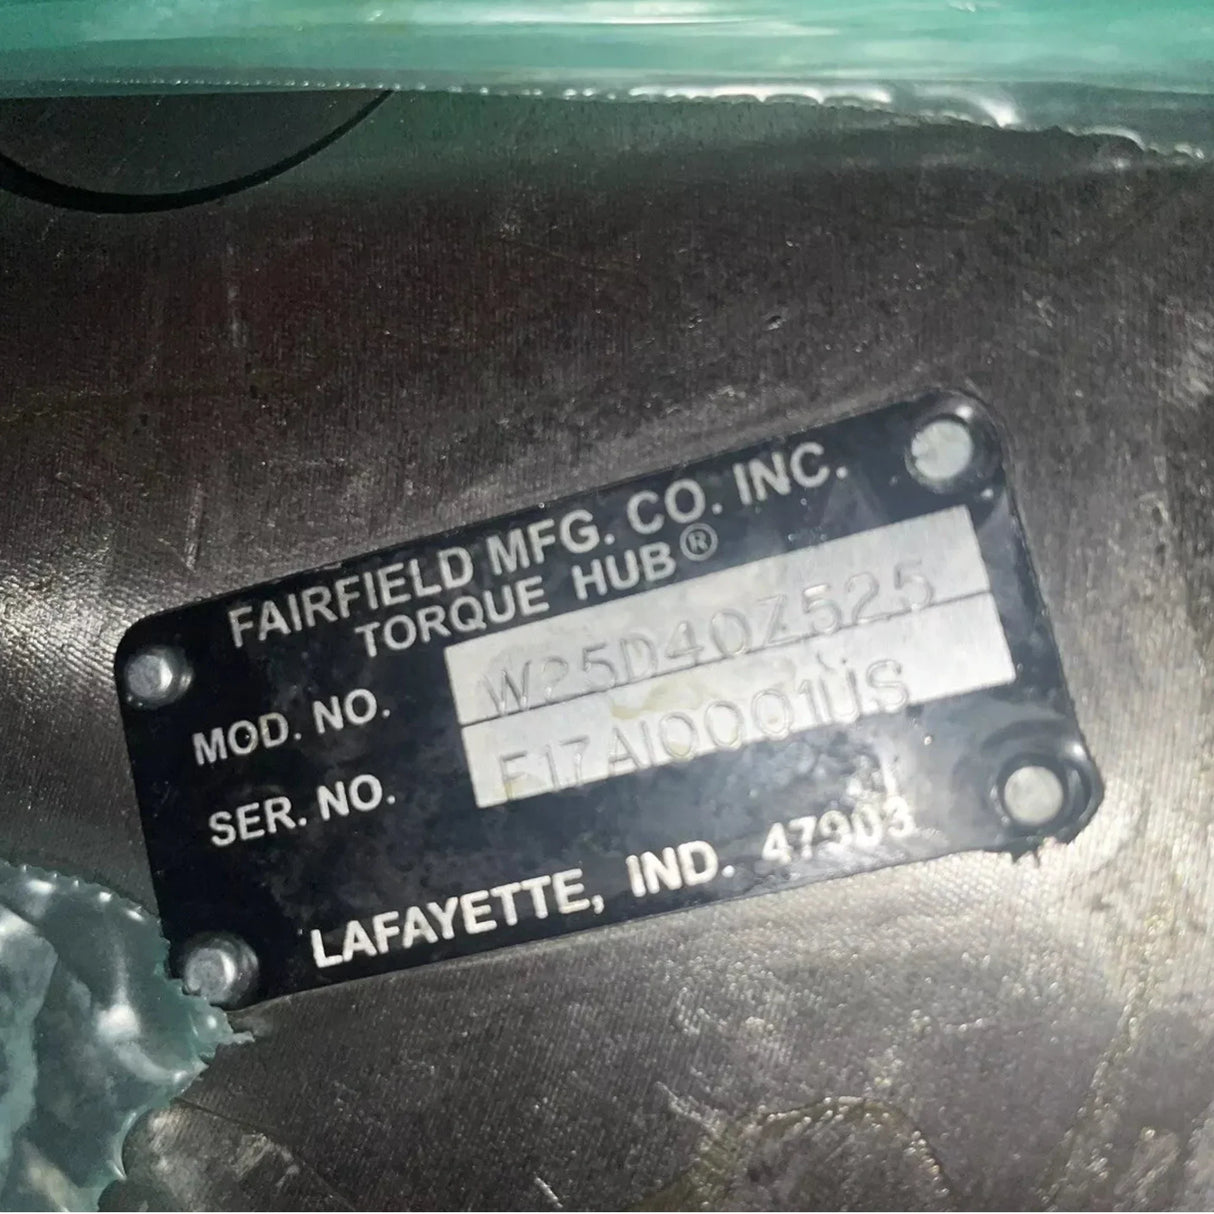 FAIRFIELD MFG. CO. INC.
TORQUE HUB®
MOD. NO. W25D40Z525
SER. NO. F17AI0001US
LAFAYETTE, IND. 47903